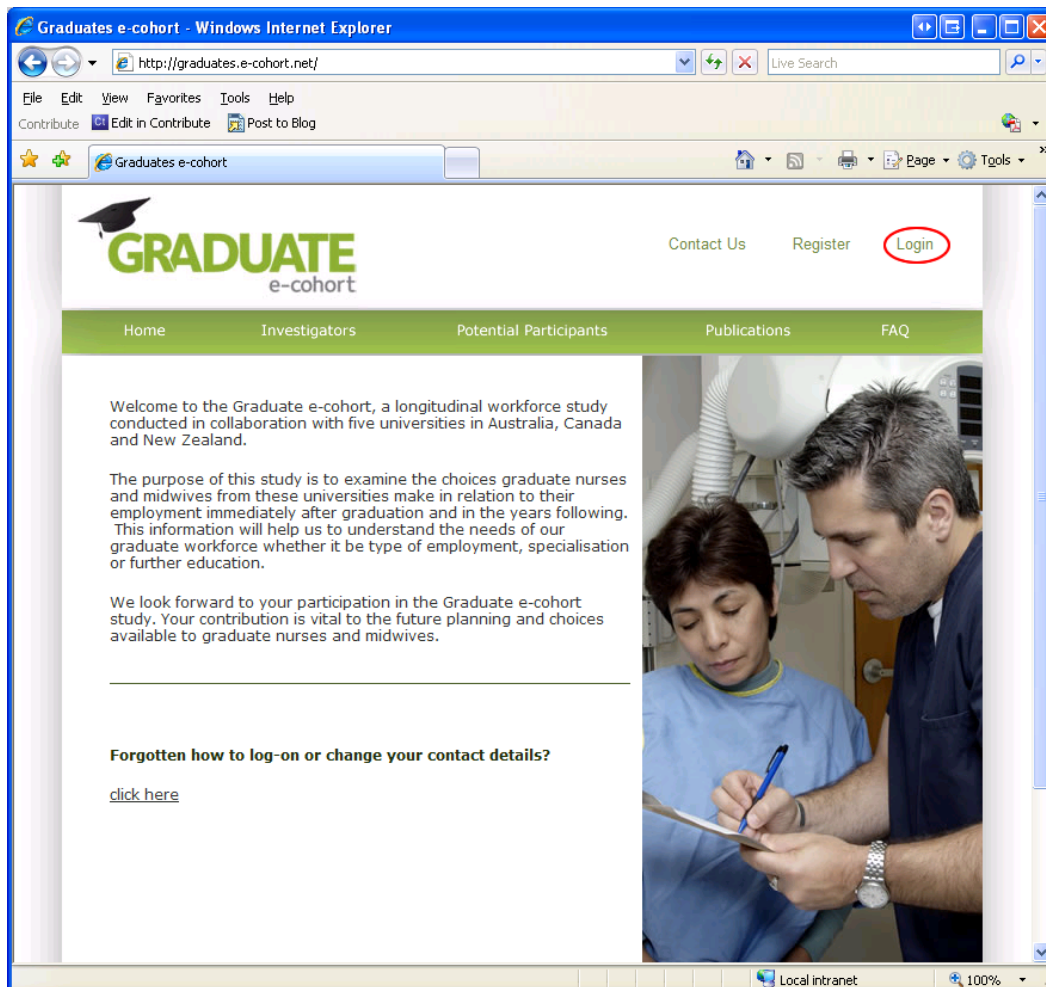 Graduates e-cohort - Windows Internet Explorer
http://graduates.e-cohort.net/
Live Search
File Edit View Favorites Tools Help
Contribute Edit in Contribute Post to Blog
Graduates e-cohort
Page Tools
GRADUATE
e-cohort
Contact Us Register Login
Home Investigators Potential Participants Publications FAQ
Welcome to the Graduate e-cohort, a longitudinal workforce study
conducted in collaboration with five universities in Australia, Canada
and New Zealand.
The purpose of this study is to examine the choices graduate nurses
and midwives from these universities make in relation to their
employment immediately after graduation and in the years following.
This information will help us to understand the needs of our
graduate workforce whether it be type of employment, specialisation
or further education.
We look forward to your participation in the Graduate e-cohort
study. Your contribution is vital to the future planning and choices
available to graduate nurses and midwives.
Forgotten how to log-on or change your contact details?
click here
Local intranet 100%